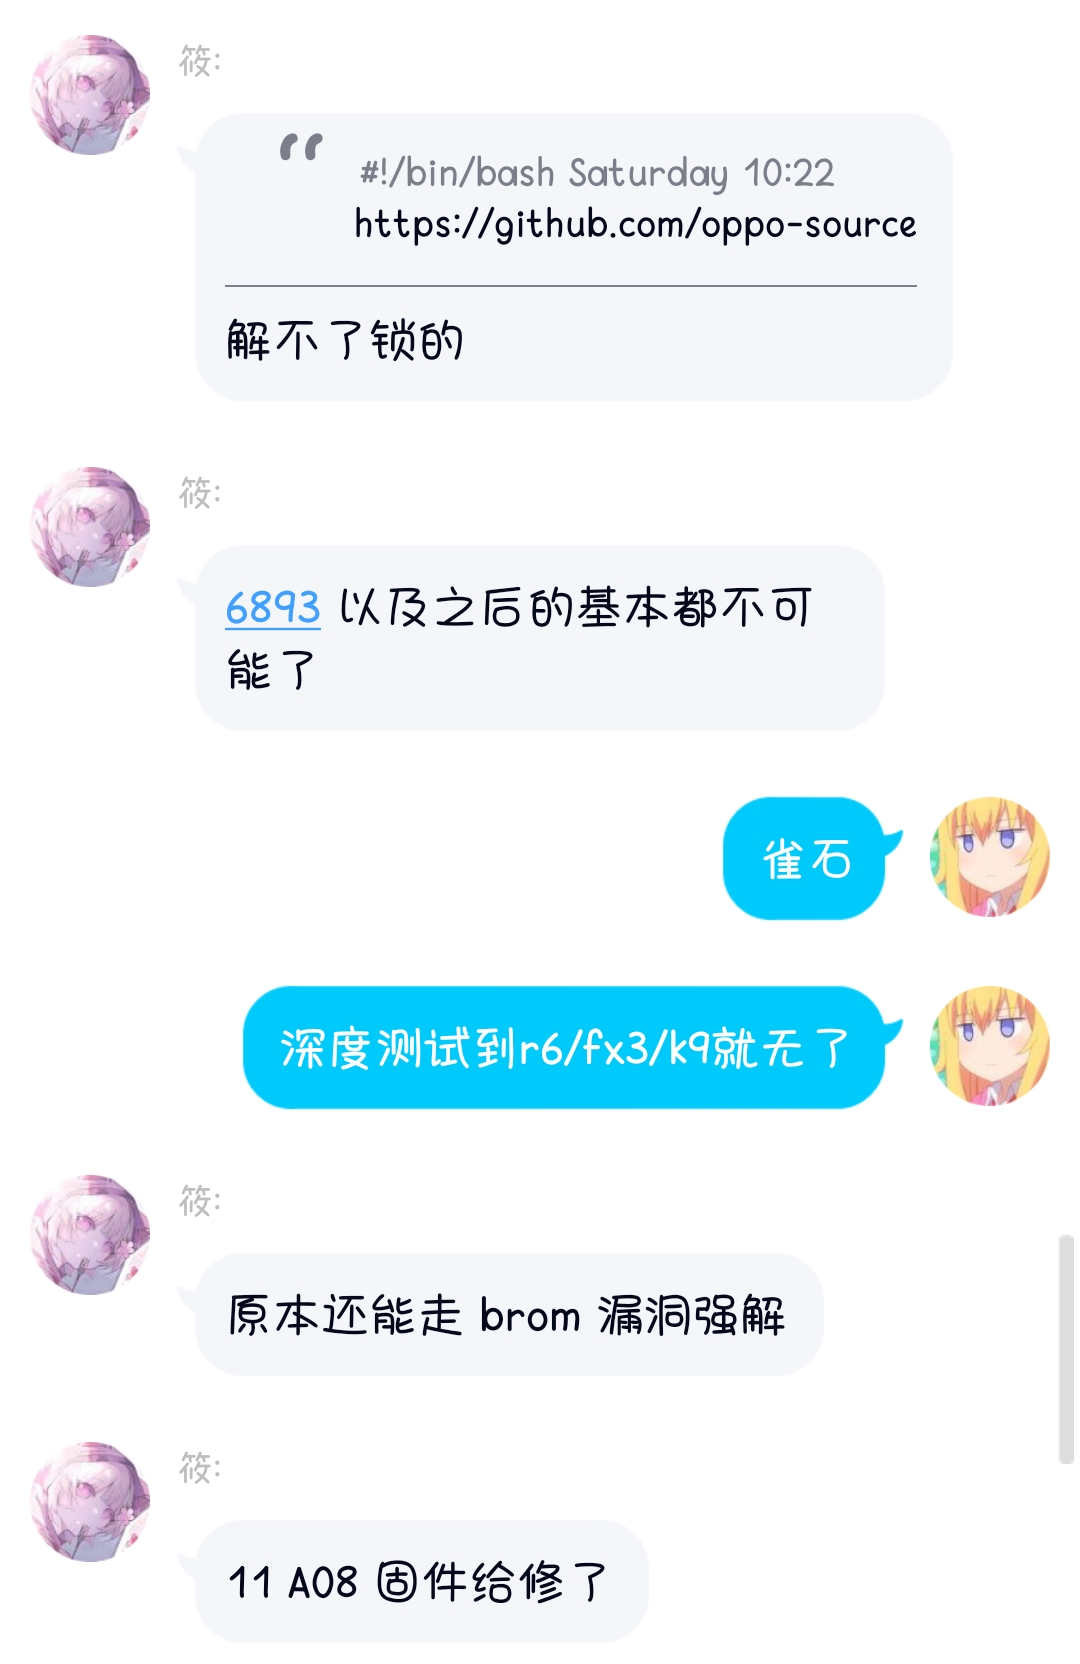 筱:
#!/bin/bash Saturday 10:22
https://github.com/oppo-source
解不了锁的
筱:
6893 以及之后的基本都不可
能了
雀石
深度测试到r6/fx3/k9就无了
筱:
原本还能走 brom 漏洞强解
筱:
11 A08 固件给修了